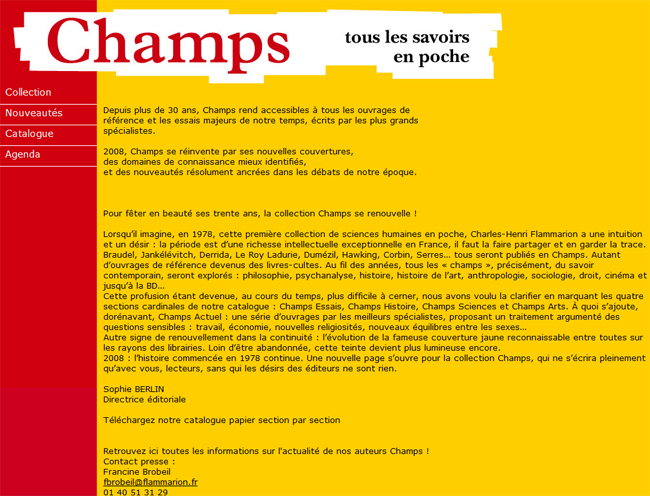 Champs
tous les savoirs
en poche
Collection
Nouveautés
Catalogue
Agenda
Depuis plus de 30 ans, Champs rend accessibles à tous les ouvrages de
référence et les essais majeurs de notre temps, écrits par les plus grands
spécialistes.
2008, Champs se réinvente par ses nouvelles couvertures,
des domaines de connaissance mieux identifiés,
et des nouveautés résolument ancrées dans les débats de notre époque.
Pour fêter en beauté ses trente ans, la collection Champs se renouvelle !
Lorsqu'il imagine, en 1978, cette première collection de sciences humaines en poche, Charles-Henri Flammarion a une intuition
et un désir : la période est d'une richesse intellectuelle exceptionnelle en France, il faut la faire partager et en garder la trace.
Braudel, Jankélévitch, Derrida, Le Roy Ladurie, Dumézil, Hawking, Corbin, Serres... tous seront publiés en Champs. Autant
d'ouvrages de référence devenus des livres-cultes. Au fil des années, tous les « champs », précisément, du savoir
contemporain, seront explorés : philosophie, psychanalyse, histoire, histoire de l'art, anthropologie, sociologie, droit, cinéma et
jusqu'à la BD...
Cette profusion étant devenue, au cours du temps, plus difficile à cerner, nous avons voulu la clarifier en marquant les quatre
sections cardinales de notre catalogue : Champs Essais, Champs Histoire, Champs Sciences et Champs Arts. À quoi s'ajoute,
dorénavant, Champs Actuel : une série d'ouvrages par les meilleurs spécialistes, proposant un traitement argumenté des
questions sensibles : travail, économie, nouvelles religiosités, nouveaux équilibres entre les sexes...
Autre signe de renouvellement dans la continuité : l'évolution de la fameuse couverture jaune reconnaissable entre toutes sur
les rayons des librairies. Loin d'être abandonnée, cette teinte devient plus lumineuse encore.
2008 : l'histoire commencée en 1978 continue. Une nouvelle page s'ouvre pour la collection Champs, qui ne s'écrira pleinement
qu'avec vous, lecteurs, sans qui les désirs des éditeurs ne sont rien.
Sophie BERLIN
Directrice éditoriale
Téléchargez notre catalogue papier section par section
Retrouvez ici toutes les informations sur l'actualité de nos auteurs Champs !
Contact presse :
Francine Brobeil
fbrobeil@flammarion.fr
01 40 51 31 29